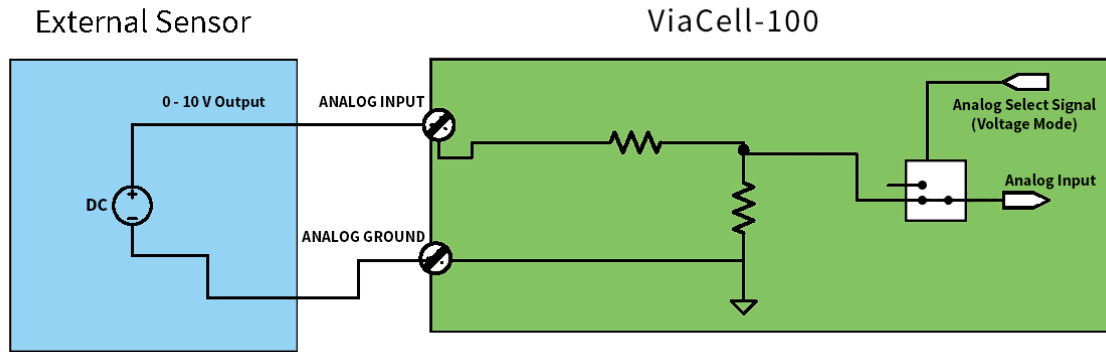 External Sensor
ViaCell-100
0 - 10 V Output
ANALOG INPUT
Analog Select Signal
(Voltage Mode)
Analog Input
DC
+
−
ANALOG GROUND